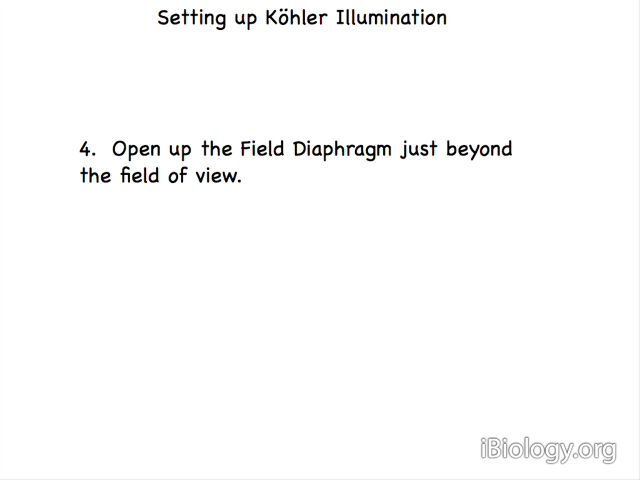 Setting up Köhler Illumination
4. Open up the Field Diaphragm just beyond
the field of view.
iBiology.org